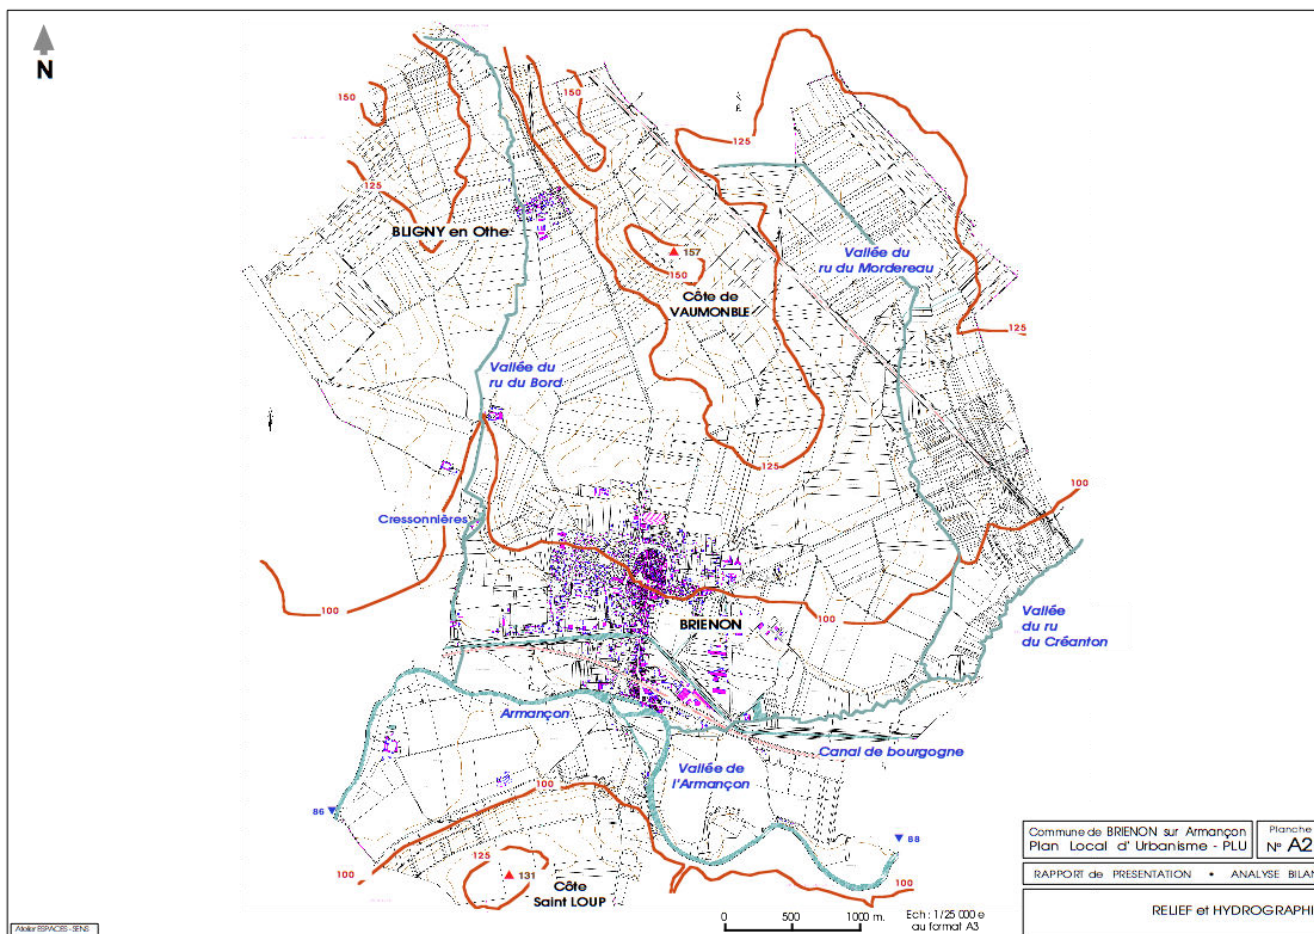 N
150
150
125
125
BLIGNY en Othe
157
150
Côte de
VAUMONBLE
Vallée du
ru du Mordereau
125
Vallée du
ru du Bord
125
100
Cressonnières
100
BRIENON
100
Vallée
du ru
du Créanton
Armançon
Canal de bourgogne
Vallée de
l'Armançon
100
86
88
125
131
100
100
Côte
Saint LOUP
0 500 1000 m.
Ech : 1/25 000 e
au format A3
Commune de BRIENON sur Armançon
Plan Local d'Urbanisme - PLU
Planche
N° A2
RAPPORT de PRESENTATION • ANALYSE BILAN
RELIEF et HYDROGRAPHI
Atelier ESPACES - SENS